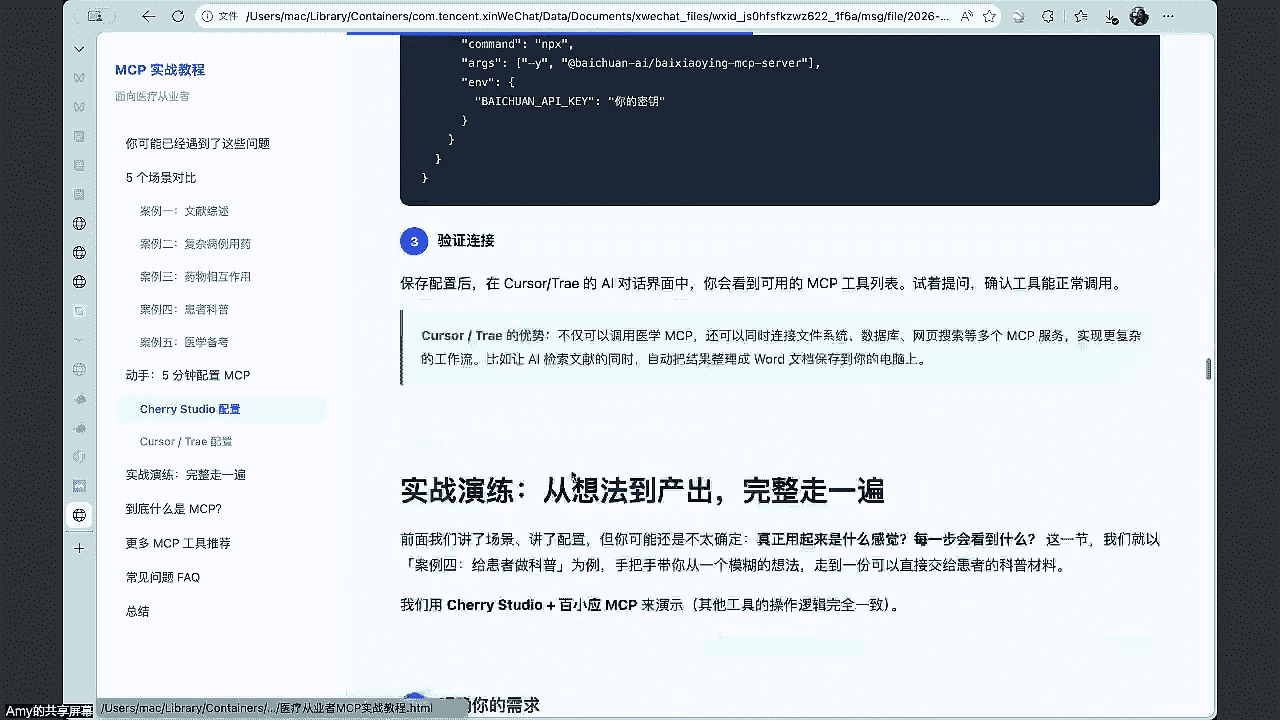 文件 /Users/mac/Library/Containers/com.tencent.xinWeChat/Data/Documents/xwechat_files/wxid_js0hfsfkzwz622_1f6a/msg/file/2026-...
MCP 实战教程
面向医疗从业者
你可能已经遇到了这些问题
5 个场景对比
案例一：文献综述
案例二：复杂病例用药
案例三：药物相互作用
案例四：患者科普
案例五：医学备考
动手：5 分钟配置 MCP
Cherry Studio 配置
Cursor / Trae 配置
实战演练：完整走一遍
到底什么是 MCP?
更多 MCP 工具推荐
常见问题 FAQ
总结
"command": "npx",
"args": ["-y", "@baichuan-ai/baixiaoying-mcp-server"],
"env": {
"BAICHUAN_API_KEY": "你的密钥"
}
}
}
}
3 验证连接
保存配置后，在 Cursor/Trae 的 AI 对话界面中，你会看到可用的 MCP 工具列表。试着提问，确认工具能正常调用。
Cursor / Trae 的优势：不仅可以调用医学 MCP，还可以同时连接文件系统、数据库、网页搜索等多个 MCP 服务，实现更复杂
的工作流。比如让 AI 检索文献的同时，自动把结果整理成 Word 文档保存到你的电脑上。
实战演练：从想法到产出，完整走一遍
前面我们讲了场景、讲了配置，但你可能还是不太确定：真正用起来是什么感觉？每一步会看到什么？ 这一节，我们就以
「案例四：给患者做科普」为例，手把手带你从一个模糊的想法，走到一份可以直接交给患者的科普材料。
我们用 Cherry Studio + 百小应 MCP 来演示（其他工具的操作逻辑完全一致）。
你的需求
Amy的共享屏幕
/Users/mac/Library/Containers/.../医疗从业者MCP实战教程.html